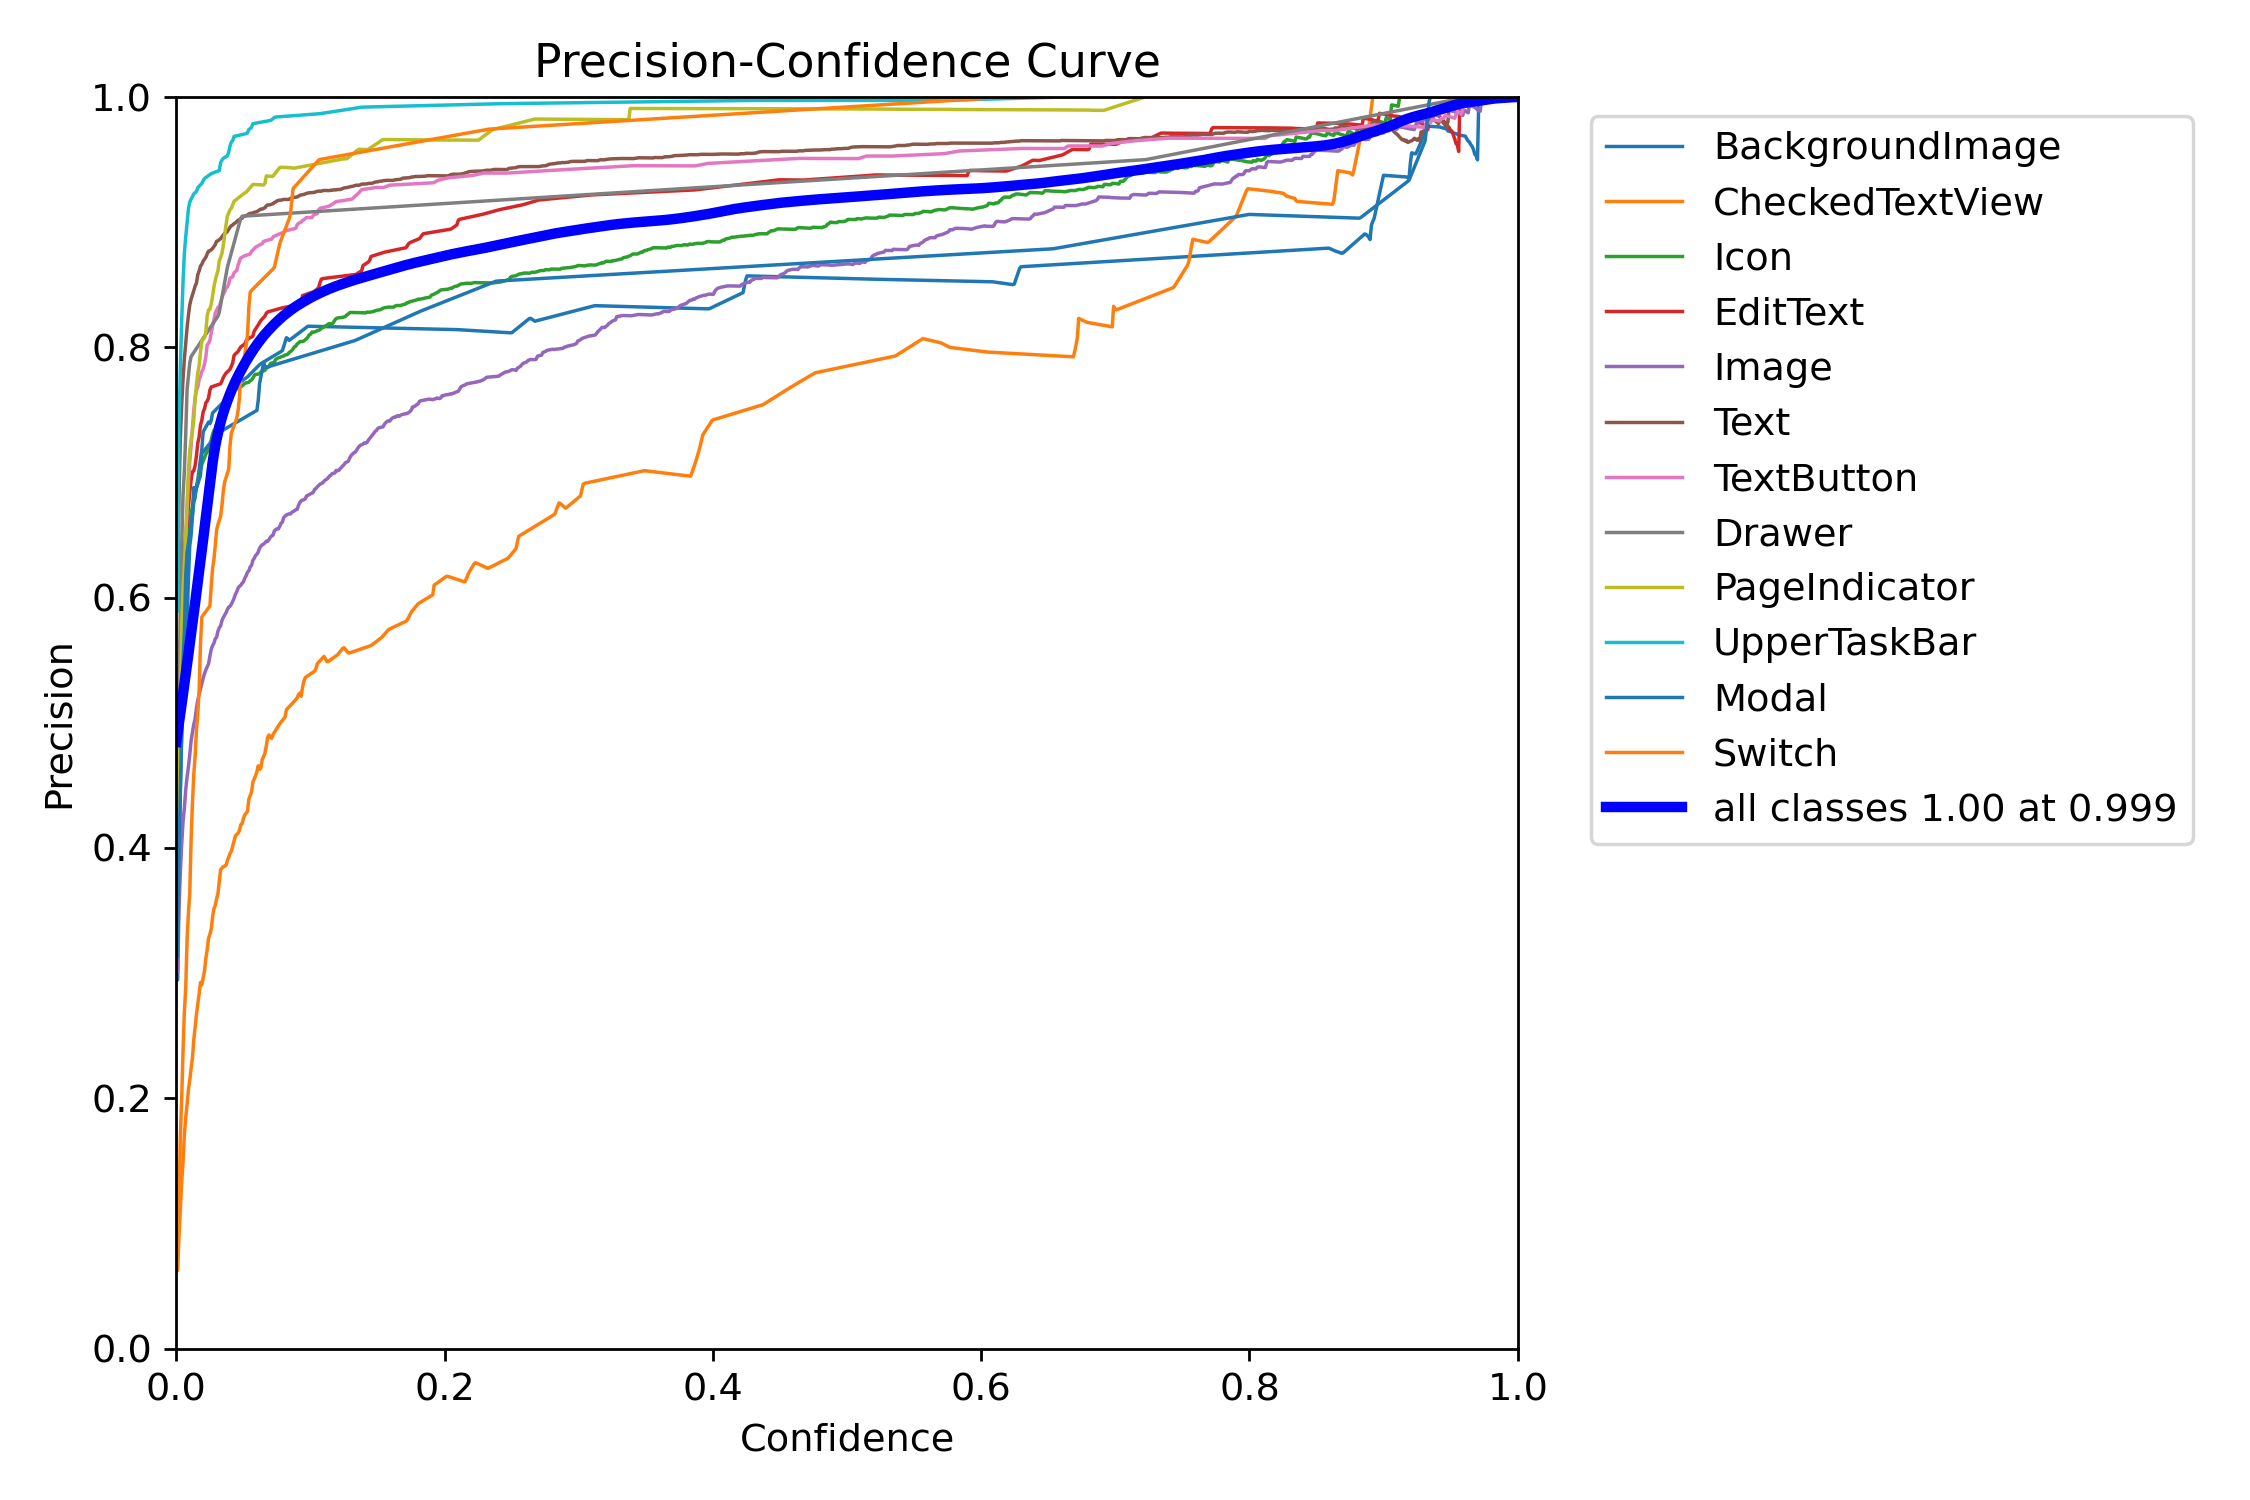 Precision-Confidence Curve
1.0
0.8
0.6
0.4
0.2
0.0
Precision
0.0 0.2 0.4 0.6 0.8 1.0
Confidence
BackgroundImage
CheckedTextView
Icon
EditText
Image
Text
TextButton
Drawer
PageIndicator
UpperTaskBar
Modal
Switch
all classes 1.00 at 0.999